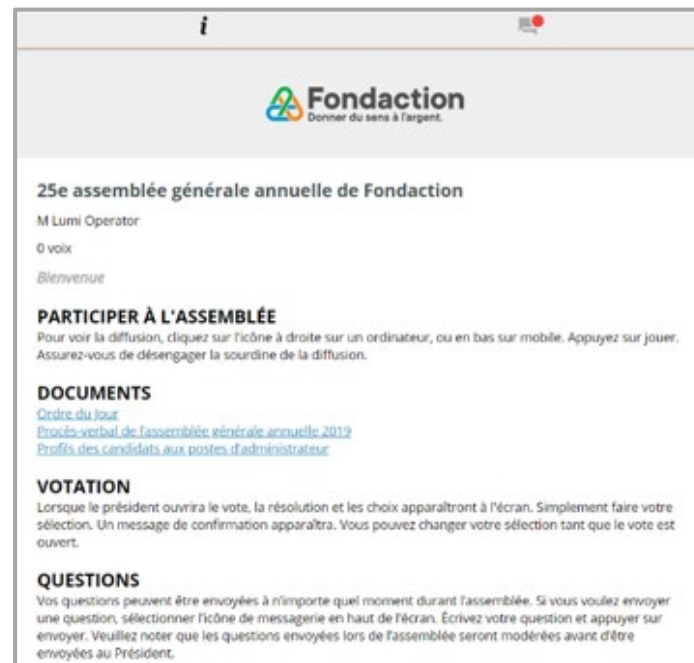 i
Fondaction
Donner du sens à l'argent.
25e assemblée générale annuelle de Fondaction
M Lumi Operator
0 voix
Bienvenue
PARTICIPER À L'ASSEMBLÉE
Pour voir la diffusion, cliquez sur l'icône à droite sur un ordinateur, ou en bas sur mobile. Appuyez sur jouer.
Assurez-vous de désengager la sourdine de la diffusion.
DOCUMENTS
Ordre du Jour
Procès-verbal de l'assemblée générale annuelle 2019
Profils des candidats aux postes d'administrateur
VOTATION
Lorsque le président ouvrira le vote, la résolution et les choix apparaîtront à l'écran. Simplement faire votre
sélection. Un message de confirmation apparaîtra. Vous pouvez changer votre sélection tant que le vote est
ouvert.
QUESTIONS
Vos questions peuvent être envoyées à n'importe quel moment durant l'assemblée. Si vous voulez envoyer
une question, sélectionner l'icône de messagerie en haut de l'écran. Écrivez votre question et appuyer sur
envoyer. Veuillez noter que les questions envoyées lors de l'assemblée seront modérées avant d'être
envoyées au Président.